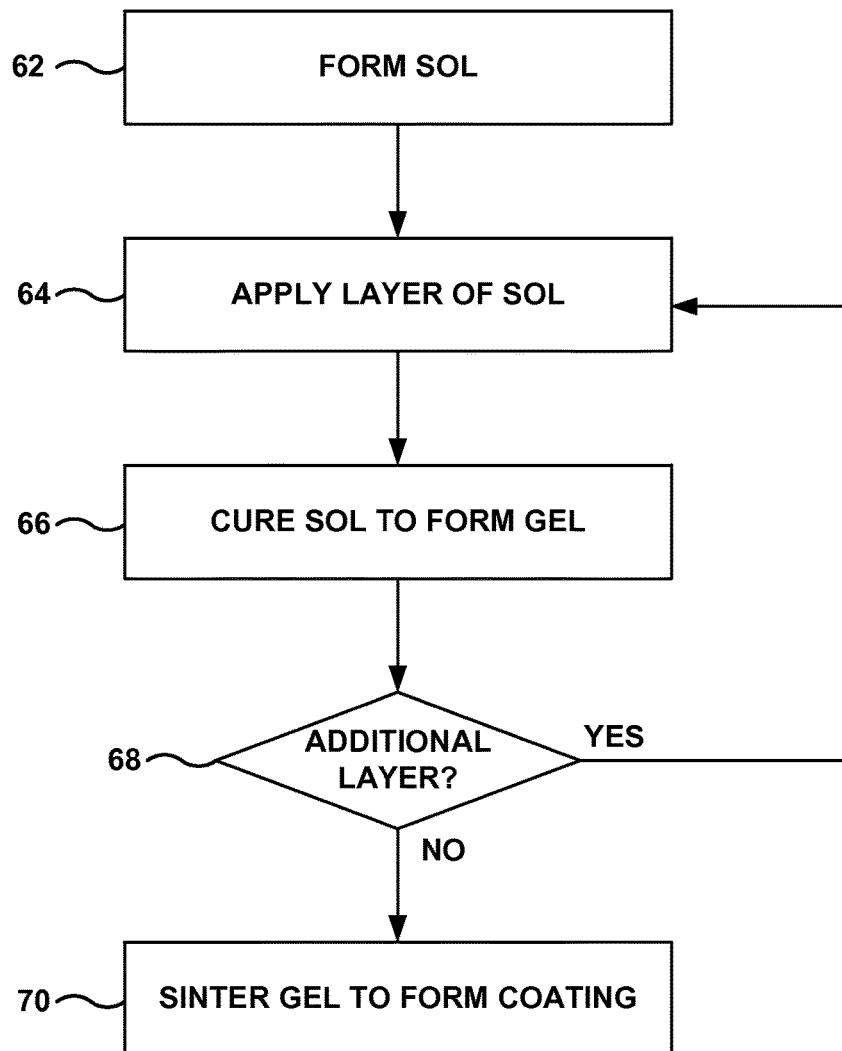 62
FORM SOL
64
APPLY LAYER OF SOL
66
CURE SOL TO FORM GEL
68
ADDITIONAL
LAYER?
YES
NO
70
SINTER GEL TO FORM COATING